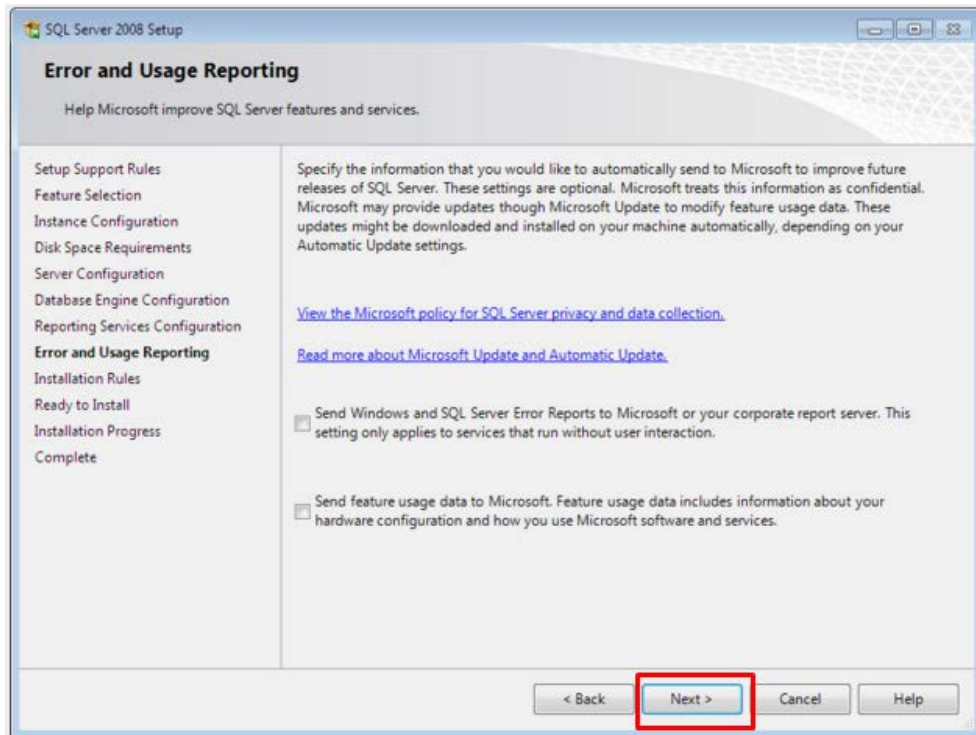 SQL Server 2008 Setup
Error and Usage Reporting
Help Microsoft improve SQL Server features and services.
Setup Support Rules
Feature Selection
Instance Configuration
Disk Space Requirements
Server Configuration
Database Engine Configuration
Reporting Services Configuration
Error and Usage Reporting
Installation Rules
Ready to Install
Installation Progress
Complete
Specify the information that you would like to automatically send to Microsoft to improve future
releases of SQL Server. These settings are optional. Microsoft treats this information as confidential.
Microsoft may provide updates though Microsoft Update to modify feature usage data. These
updates might be downloaded and installed on your machine automatically, depending on your
Automatic Update settings.
View the Microsoft policy for SQL Server privacy and data collection.
Read more about Microsoft Update and Automatic Update.
Send Windows and SQL Server Error Reports to Microsoft or your corporate report server. This
setting only applies to services that run without user interaction.
Send feature usage data to Microsoft. Feature usage data includes information about your
hardware configuration and how you use Microsoft software and services.
< Back
Next >
Cancel
Help